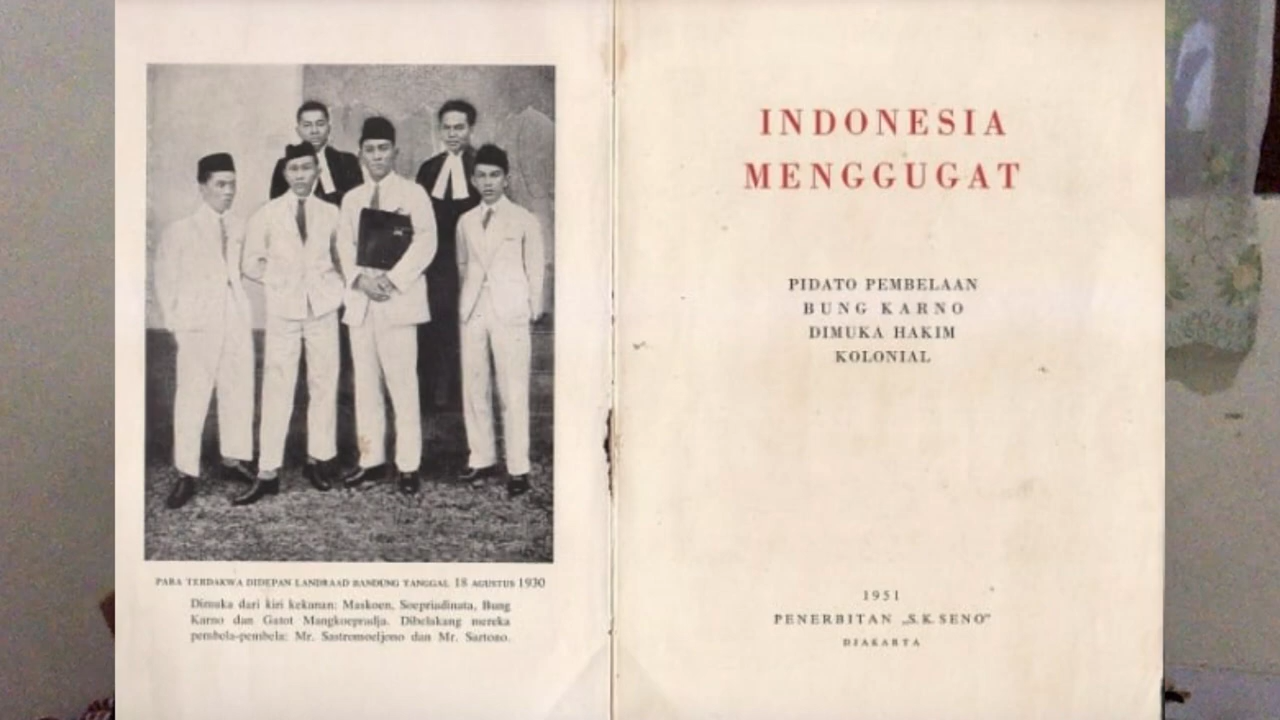 PARA TERDAKWA DIDEPAN LANDRAAD BANDUNG TANGGAL 18 AGUSTUS 1930
Dimuka dari kiri kekanan: Maskoen, Soepriadinata, Bung
Karno dan Gatot Mangkoepradja. Dibelakang mereka
pembela-pembela: Mr. Sastromoeljono dan Mr. Sartono.
INDONESIA
MENGGUGAT
PIDATO PEMBELAAN
BUNG KARNO
DIMUKA HAKIM
KOLONIAL
1951
PENERBITAN „S.K. SENO"
DJAKARTA